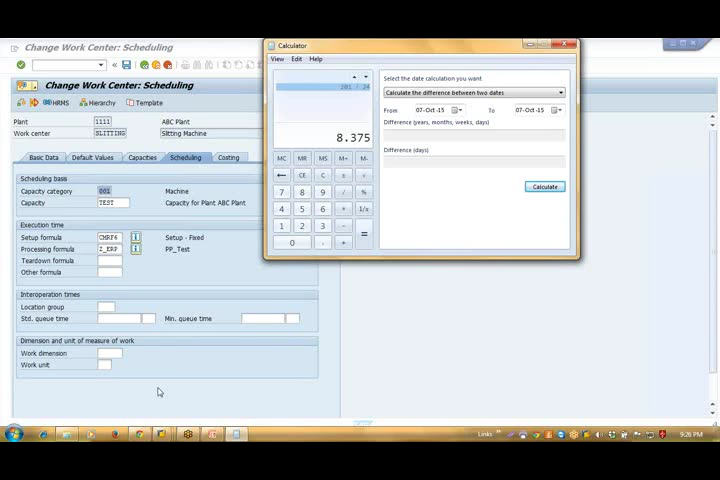 Change Work Center: Scheduling
Change Work Center: Scheduling
HRMS Hierarchy Template
Plant 1111 ABC Plant
Work center SLITTING Slitting Machine
Basic Data Default Values Capacities Scheduling Costing
Scheduling basis
Capacity category 001 Machine
Capacity TEST Capacity for Plant ABC Plant
Execution time
Setup formula CMRF6 Setup - Fixed
Processing formula Z_ERP PP_Test
Teardown formula
Other formula
Interoperation times
Location group
Std. queue time Min. queue time
Dimension and unit of measure of work
Work dimension
Work unit
Calculator
View Edit Help
201 / 24
8.375
MC MR MS M+ M-
← CE C ± √
7 8 9 / %
4 5 6 * 1/x
1 2 3 - =
0 . +
Select the date calculation you want
Calculate the difference between two dates
From 07-Oct-15 To 07-Oct-15
Difference (years, months, weeks, days)
Difference (days)
Calculate
Links » 9:26 PM